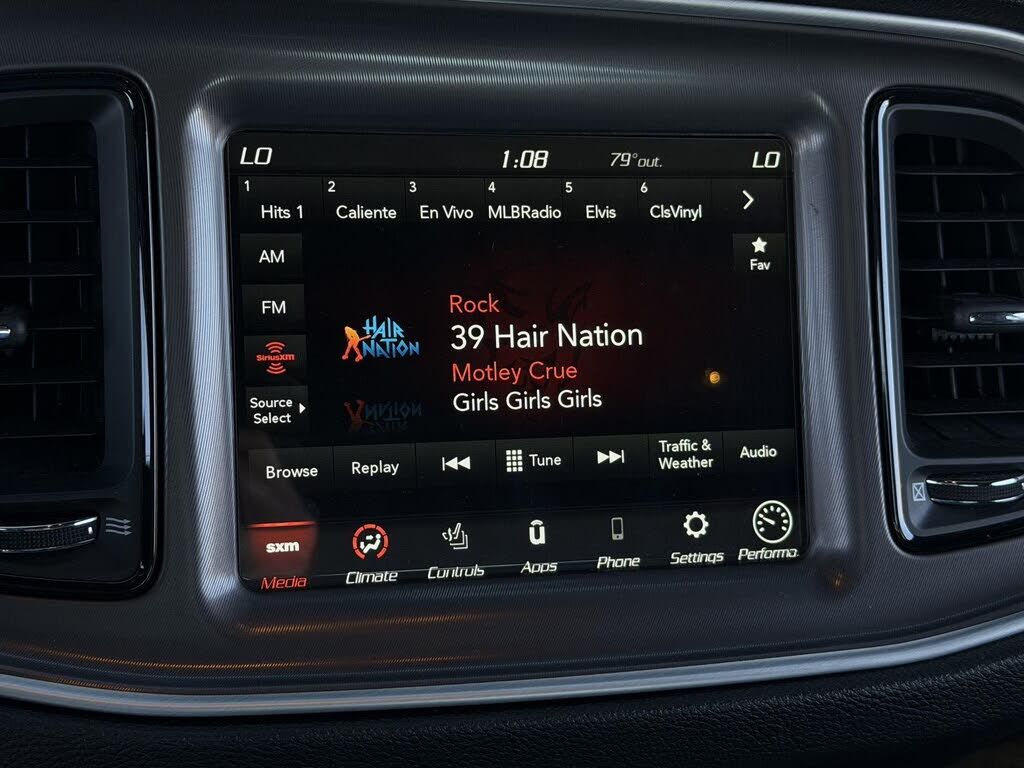 LO 1:08 79° out. LO
1 2 3 4 5 6
Hits 1 Caliente En Vivo MLBRadio Elvis ClsVinyl
AM
Fav
FM
Rock
HAIR
NATION
39 Hair Nation
SiriusXM
Motley Crue
Girls Girls Girls
Source
Select
Browse Replay Tune Traffic &
Weather Audio
sxm
Media Climate Controls Apps Phone Settings Performa